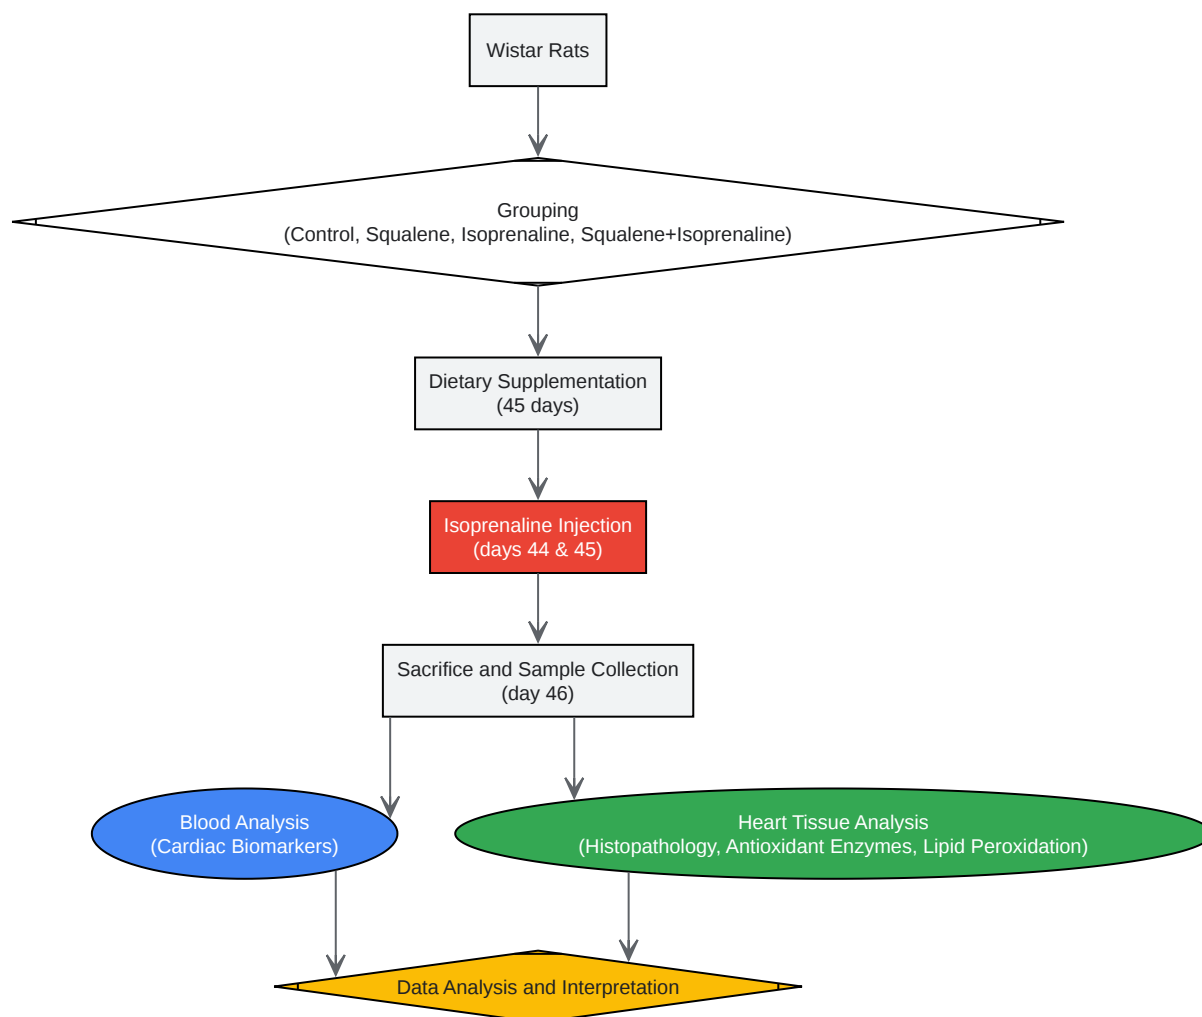 Wistar Rats
Grouping
(Control, Squalene, Isoprenaline, Squalene+Isoprenaline)
Dietary Supplementation
(45 days)
Isoprenaline Injection
(days 44 & 45)
Sacrifice and Sample Collection
(day 46)
Blood Analysis
(Cardiac Biomarkers)
Heart Tissue Analysis
(Histopathology, Antioxidant Enzymes, Lipid Peroxidation)
Data Analysis and Interpretation